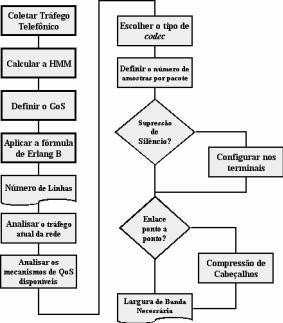 Coletar Tráfego
Telefônico
Calcular a HMM
Definir o GoS
Aplicar a fórmula
de Erlang B
Número de Linhas
Analisar o tráfego
atual da rede
Analisar os
mecanismos de QoS
disponíveis
Escolher o tipo de
codec
Definir o número de
amostras por pacote
Supressão
de
Silêncio?
Configurar nos
terminais
Enlace
ponto a
ponto?
Compressão de
Cabeçalhos
Largura de Banda
Necessária